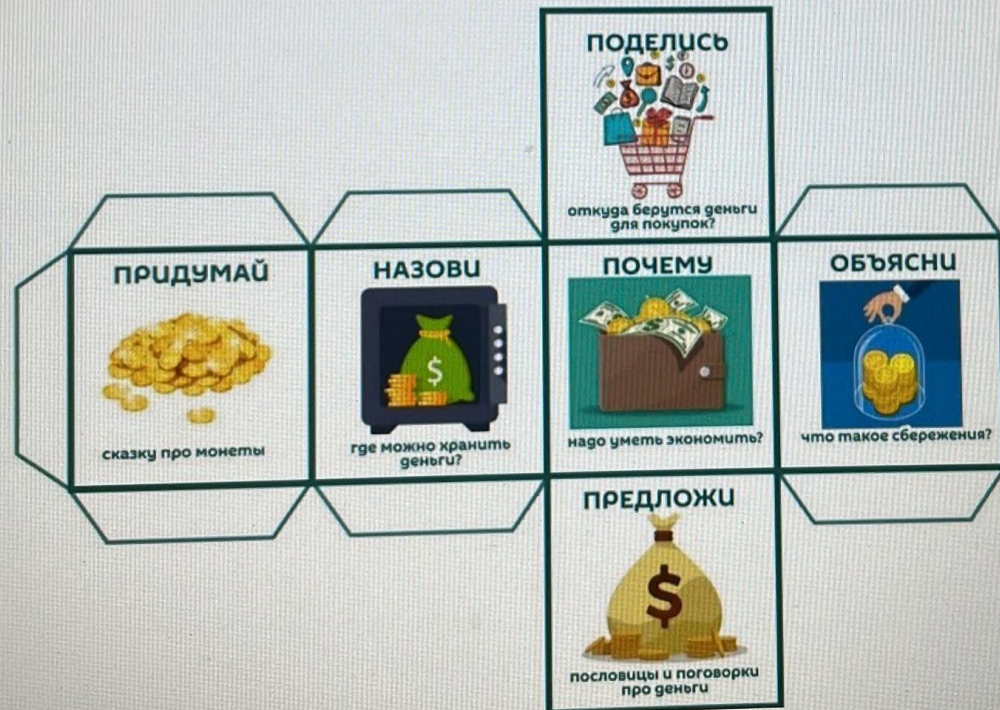 ПОДЕЛИСЬ
$
откуда берутся деньги
для покупок?
ПРИДУМАЙ
сказку про монеты
НАЗОВИ
$
где можно хранить
деньги?
ПОЧЕМУ
$
надо уметь экономить?
ОБЪЯСНИ
что такое сбережения?
ПРЕДЛОЖИ
$
пословицы и поговорки
про деньги